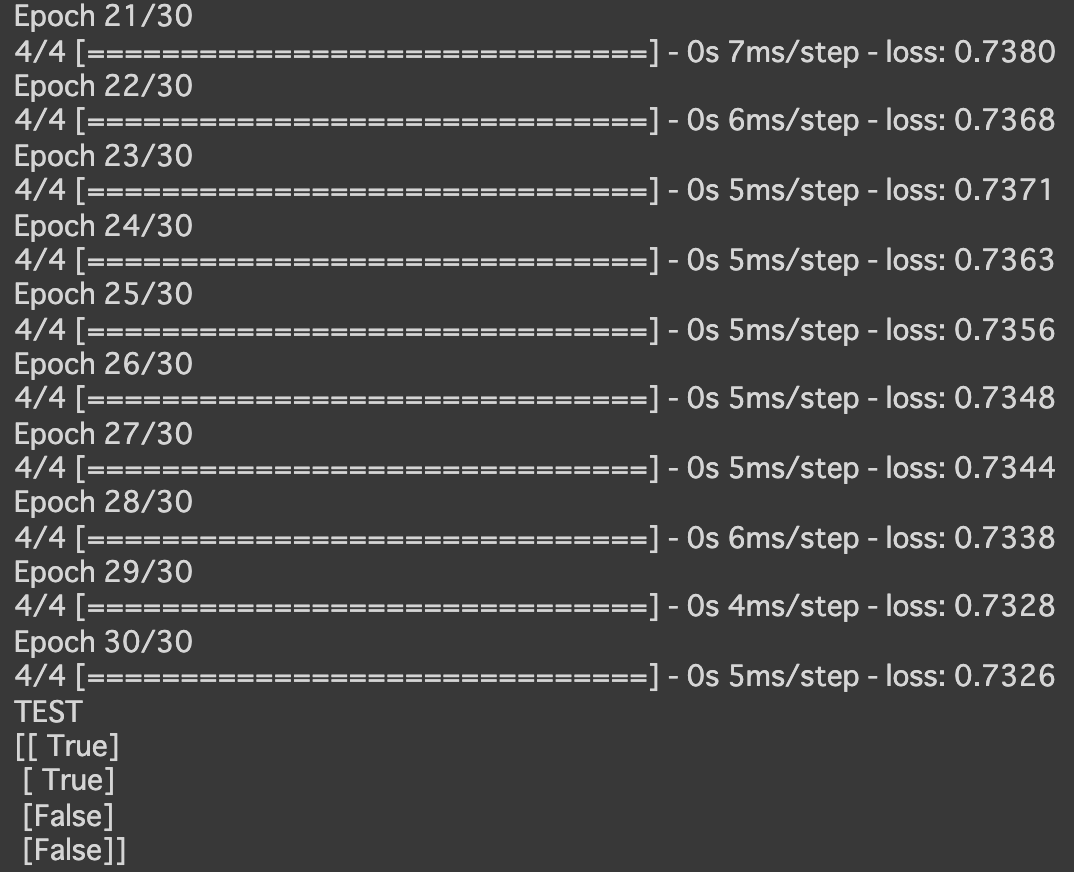 Epoch 21/30
4/4 [==============================] - 0s 7ms/step - loss: 0.7380
Epoch 22/30
4/4 [==============================] - 0s 6ms/step - loss: 0.7368
Epoch 23/30
4/4 [==============================] - 0s 5ms/step - loss: 0.7371
Epoch 24/30
4/4 [==============================] - 0s 5ms/step - loss: 0.7363
Epoch 25/30
4/4 [==============================] - 0s 5ms/step - loss: 0.7356
Epoch 26/30
4/4 [==============================] - 0s 5ms/step - loss: 0.7348
Epoch 27/30
4/4 [==============================] - 0s 5ms/step - loss: 0.7344
Epoch 28/30
4/4 [==============================] - 0s 6ms/step - loss: 0.7338
Epoch 29/30
4/4 [==============================] - 0s 4ms/step - loss: 0.7328
Epoch 30/30
4/4 [==============================] - 0s 5ms/step - loss: 0.7326
TEST
[[ True]
 [ True]
 [False]
 [False]]